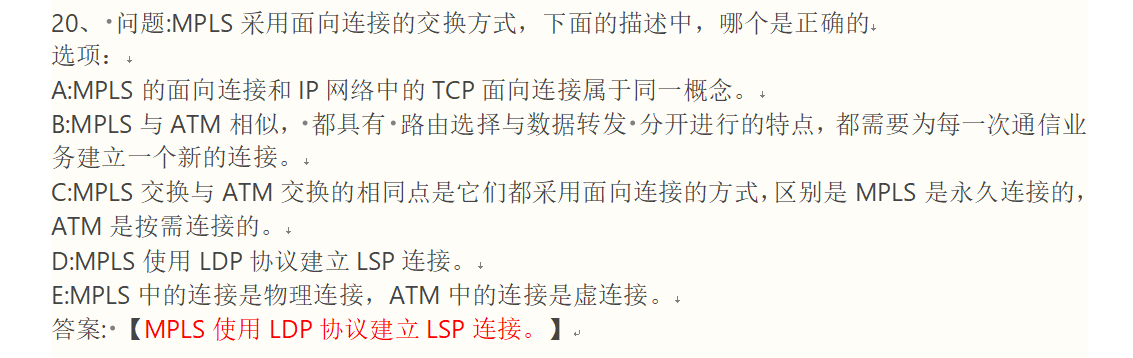 20、 问题:MPLS 采用面向连接的交换方式，下面的描述中，哪个是正确的
选项：
A:MPLS 的面向连接和 IP 网络中的 TCP 面向连接属于同一概念。
B:MPLS 与 ATM 相似， 都具有 路由选择与数据转发 分开进行的特点，都需要为每一次通信业
务建立一个新的连接。
C:MPLS 交换与 ATM 交换的相同点是它们都采用面向连接的方式，区别是 MPLS 是永久连接的，
ATM 是按需连接的。
D:MPLS 使用 LDP 协议建立 LSP 连接。
E:MPLS 中的连接是物理连接，ATM 中的连接是虚连接。
答案: 【MPLS 使用 LDP 协议建立 LSP 连接。】